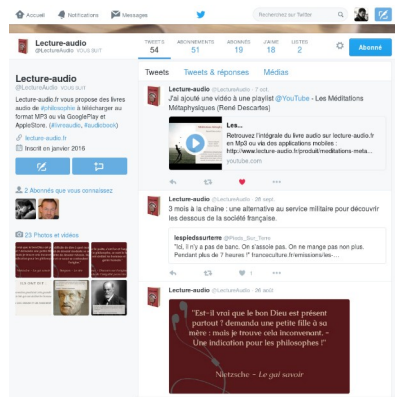 Accueil Notifications Messages Recherchez sur Twitter
Lecture-audio
@LectureAudio VOUS SUIT
TWEETS ABONNEMENTS ABONNÉS J'AIME LISTES
54 51 19 18 2
Abonné
Lecture-audio
@LectureAudio VOUS SUIT
Lecture-audio.fr vous propose des livres
audio de #philosophie à télécharger au
format MP3 ou via GooglePlay et
AppleStore. (#livreaudio, #audiobook)
lecture-audio.fr
Inscrit en janvier 2016
2 Abonnés que vous connaissez
23 Photos et vidéos
Tweets Tweets & réponses Médias
Lecture-audio @LectureAudio · 7 oct.
J'ai ajouté une vidéo à une playlist @YouTube - Les Méditations
Métaphysiques (René Descartes)
Les...
Retrouvez l'intégrale du livre audio sur lecture-audio.fr
en Mp3 ou via des applications mobiles :
http://www.lecture-audio.fr/produit/meditations-meta...
youtube.com
Lecture-audio @LectureAudio · 28 sept.
3 mois à la chaine : une alternative au service militaire pour découvrir
les dessous de la société française.
lespiedssurterre
"Ici, il n'y a pas de banc. On s'assoie pas. On ne mange pas non plus.
Pendant plus de 7 heures !" franceculture.fr/emissions/les-...
1
Lecture-audio @LectureAudio · 26 août
"Est-il vrai que le bon Dieu est présent
partout ? demanda une petite fille à sa
mère : mais je trouve cela inconvenant. -
Une indication pour les philosophes !"
Nietzsche - Le gai savoir